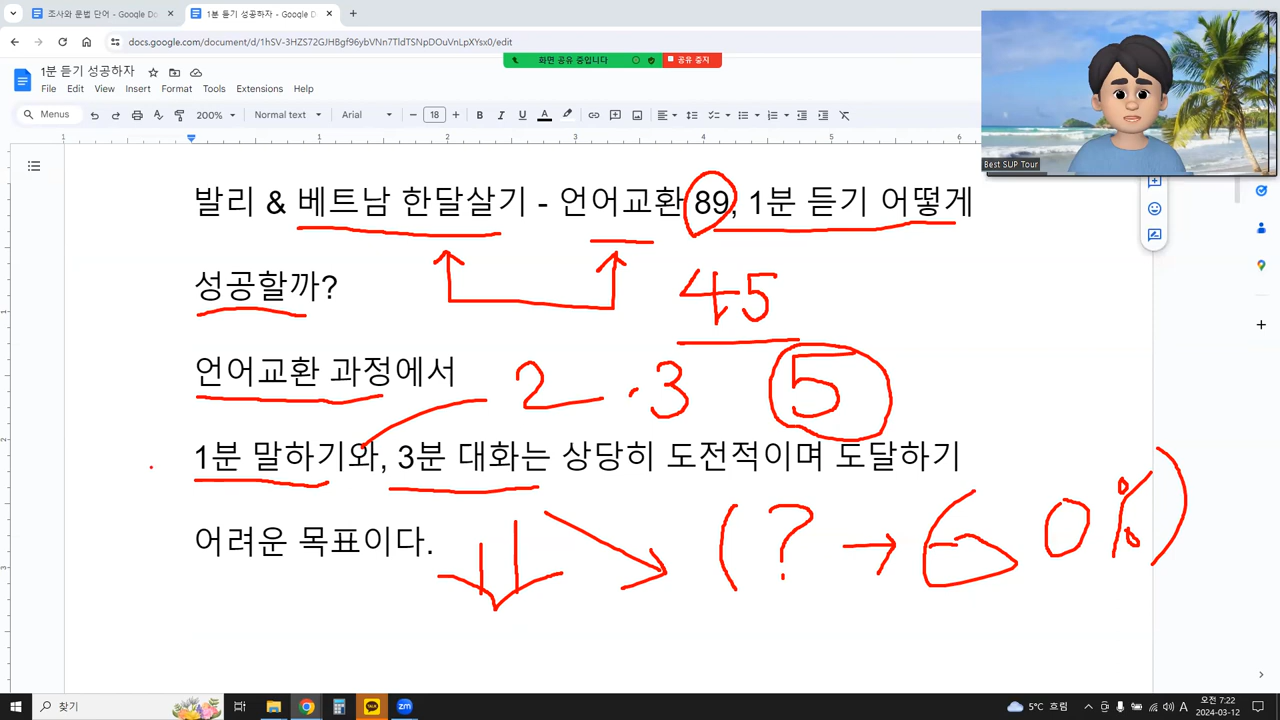 조사와 문법 단어 - Google Do
1분 듣기 성공하자 - Google D
docs.google.com/document/d/1hSV-3HZS72GJHBgf96ybVNn7TldTSNpDOuVnLpXYsx0/edit
화면 공유 중입니다
공유 중지
1분 듣기 성공하자
File Edit View Insert Format Tools Extensions Help
Menus 200% Normal text Arial 18 B I U A
Best SUP Tour
1 1 2 3 4 5 6
발리 & 베트남 한달살기 - 언어교환 89, 1분 듣기 어떻게
성공할까?
45
언어교환 과정에서
2 3 5
1분 말하기와, 3분 대화는 상당히 도전적이며 도달하기
어려운 목표이다.
( ? → 60% )
찾기
5°C 흐림
A
오전 7:22
2024-03-12